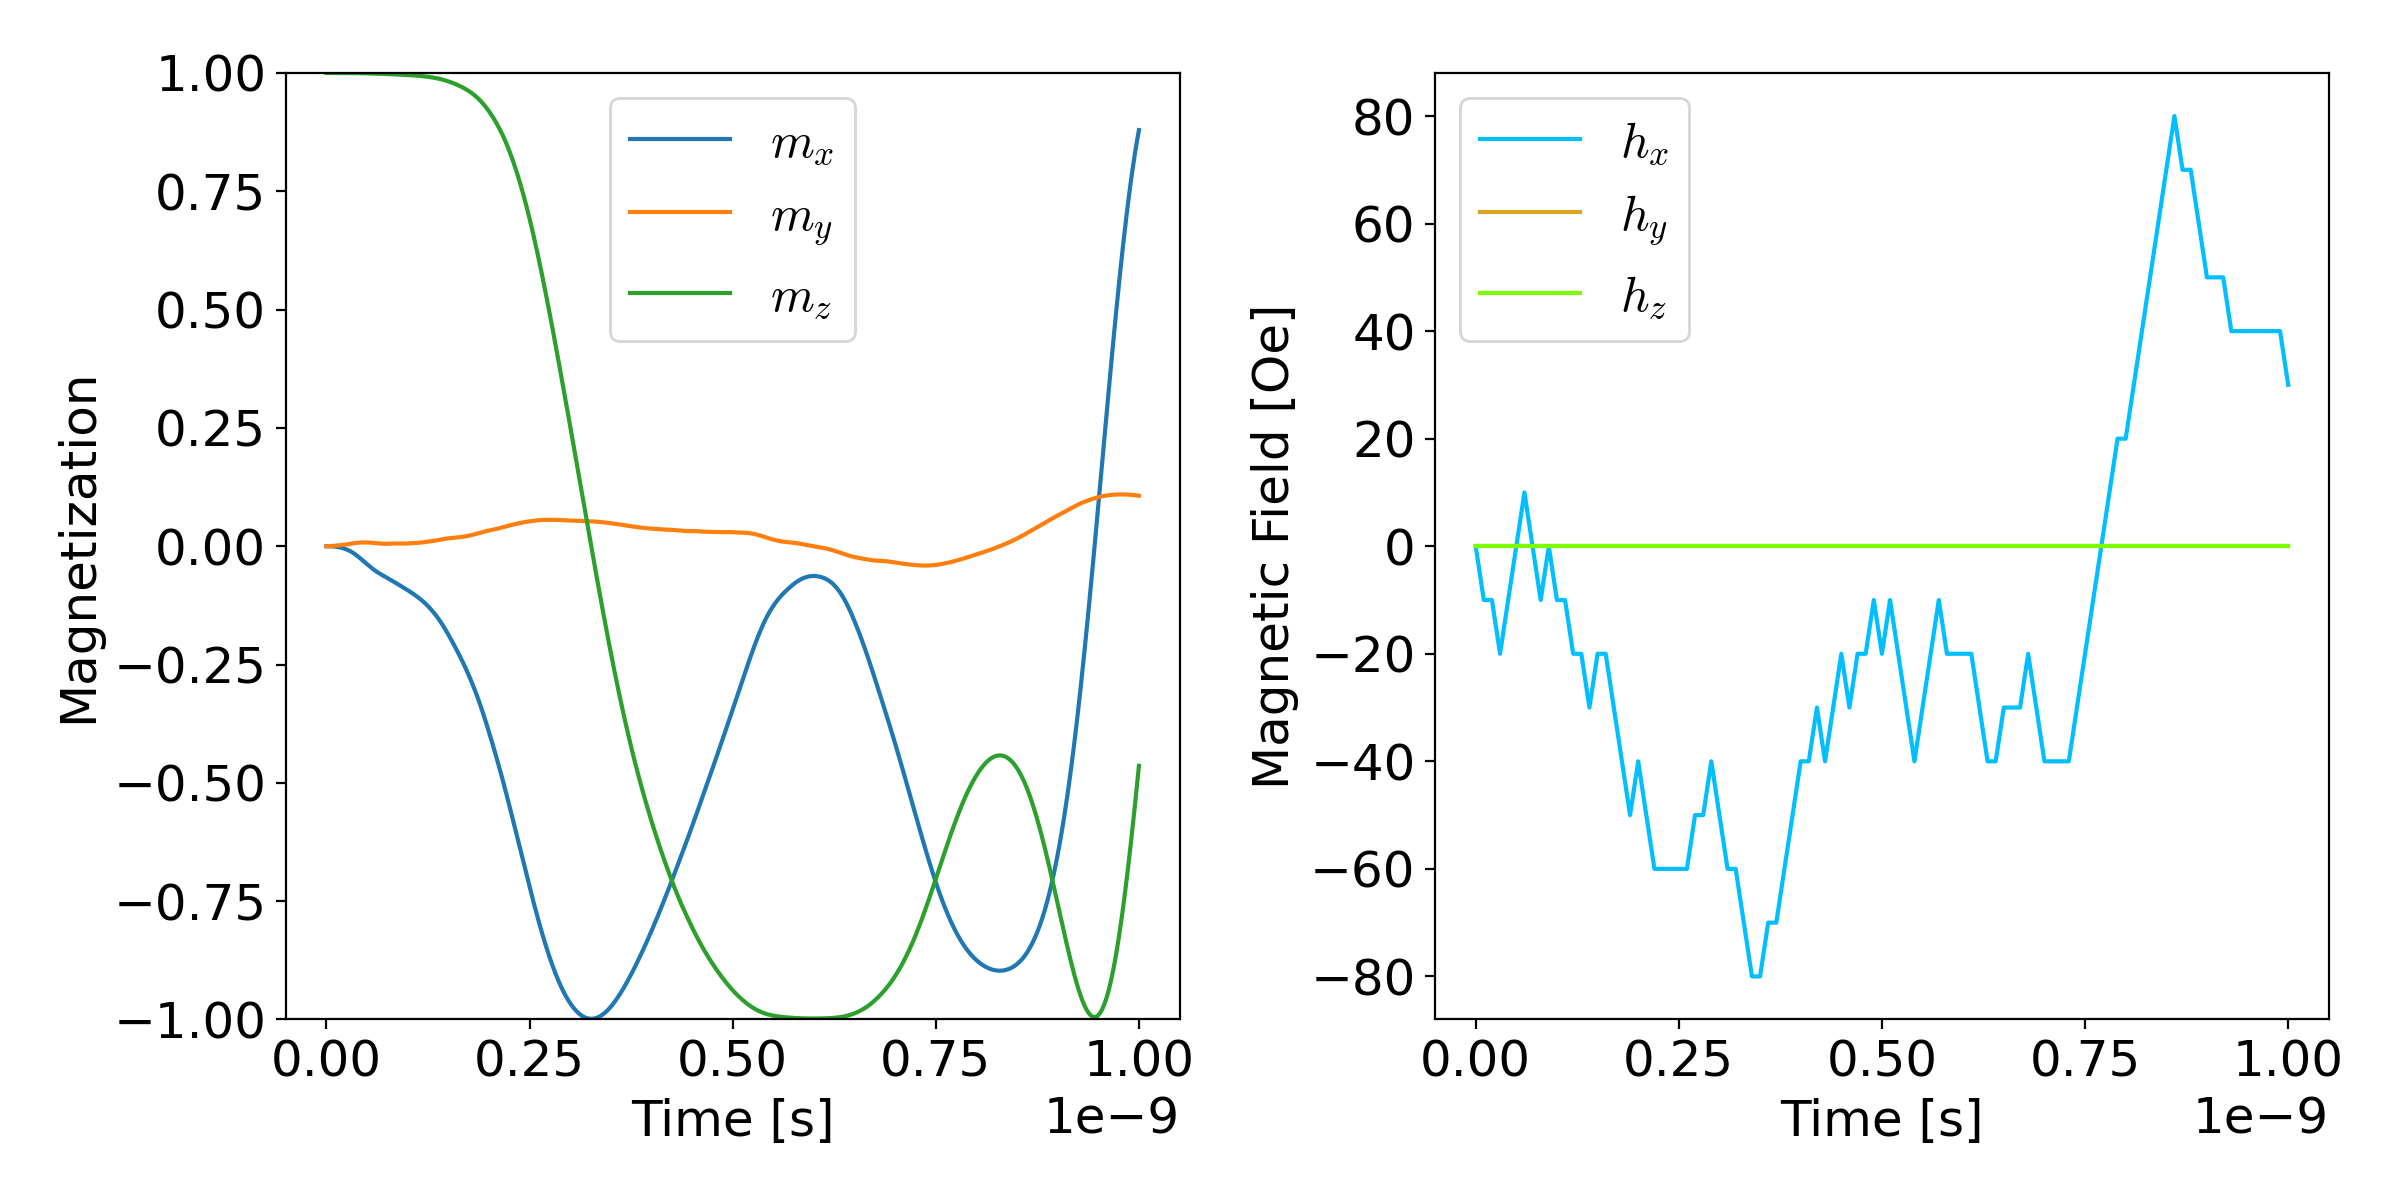 1.00
0.75
0.50
0.25
0.00
−0.25
−0.50
−0.75
−1.00
Magnetization
m_x
m_y
m_z
0.00 0.25 0.50 0.75 1.00
Time [s]
1e−9
80
60
40
20
0
−20
−40
−60
−80
Magnetic Field [Oe]
h_x
h_y
h_z
0.00 0.25 0.50 0.75 1.00
Time [s]
1e−9